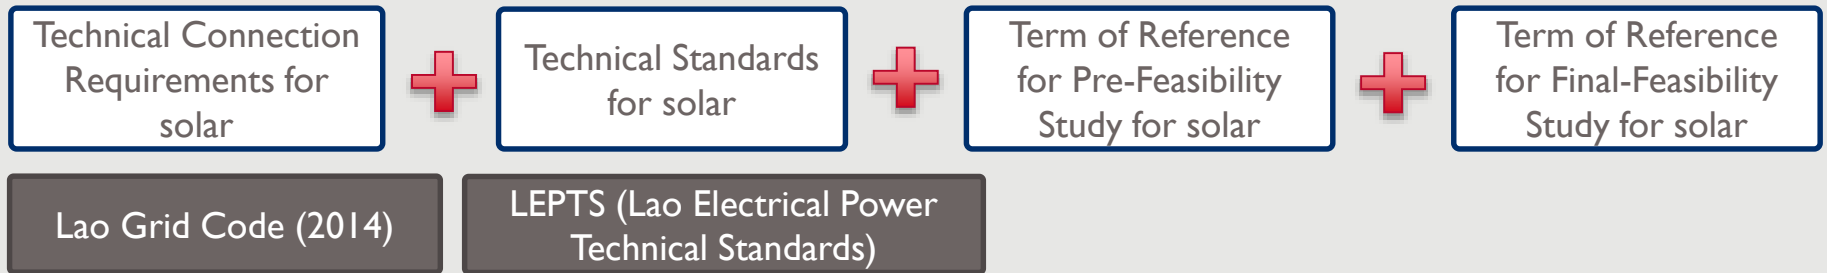 Technical Connection
Requirements for
solar
Technical Standards
for solar
Term of Reference
for Pre-Feasibility
Study for solar
Term of Reference
for Final-Feasibility
Study for solar
Lao Grid Code (2014)
LEPTS (Lao Electrical Power
Technical Standards)